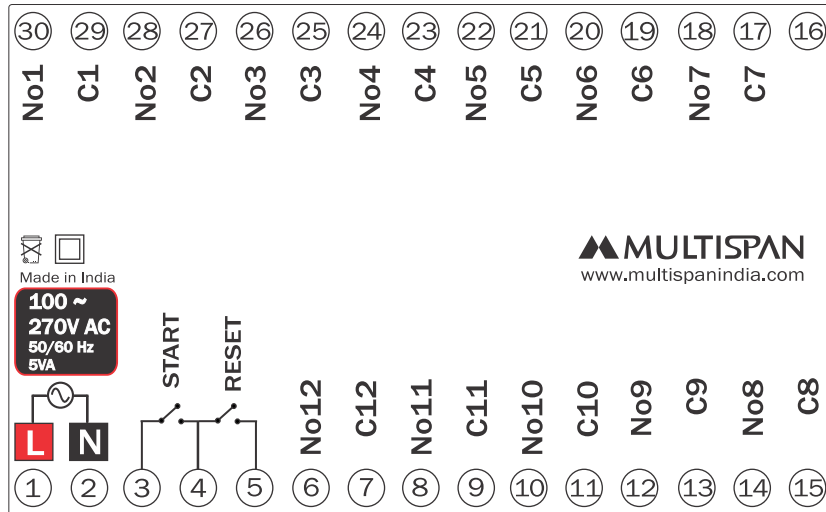 30 29 28 27 26 25 24 23 22 21 20 19 18 17 16
No1 C1 No2 C2 No3 C3 No4 C4 No5 C5 No6 C6 No7 C7
MULTISPAN
www.multispanindia.com
Made in India
100 ~
270V AC
50/60 Hz
5VA
START RESET
L N No12 C12 No11 C11 No10 C10 No9 C9 No8 C8
1 2 3 4 5 6 7 8 9 10 11 12 13 14 15